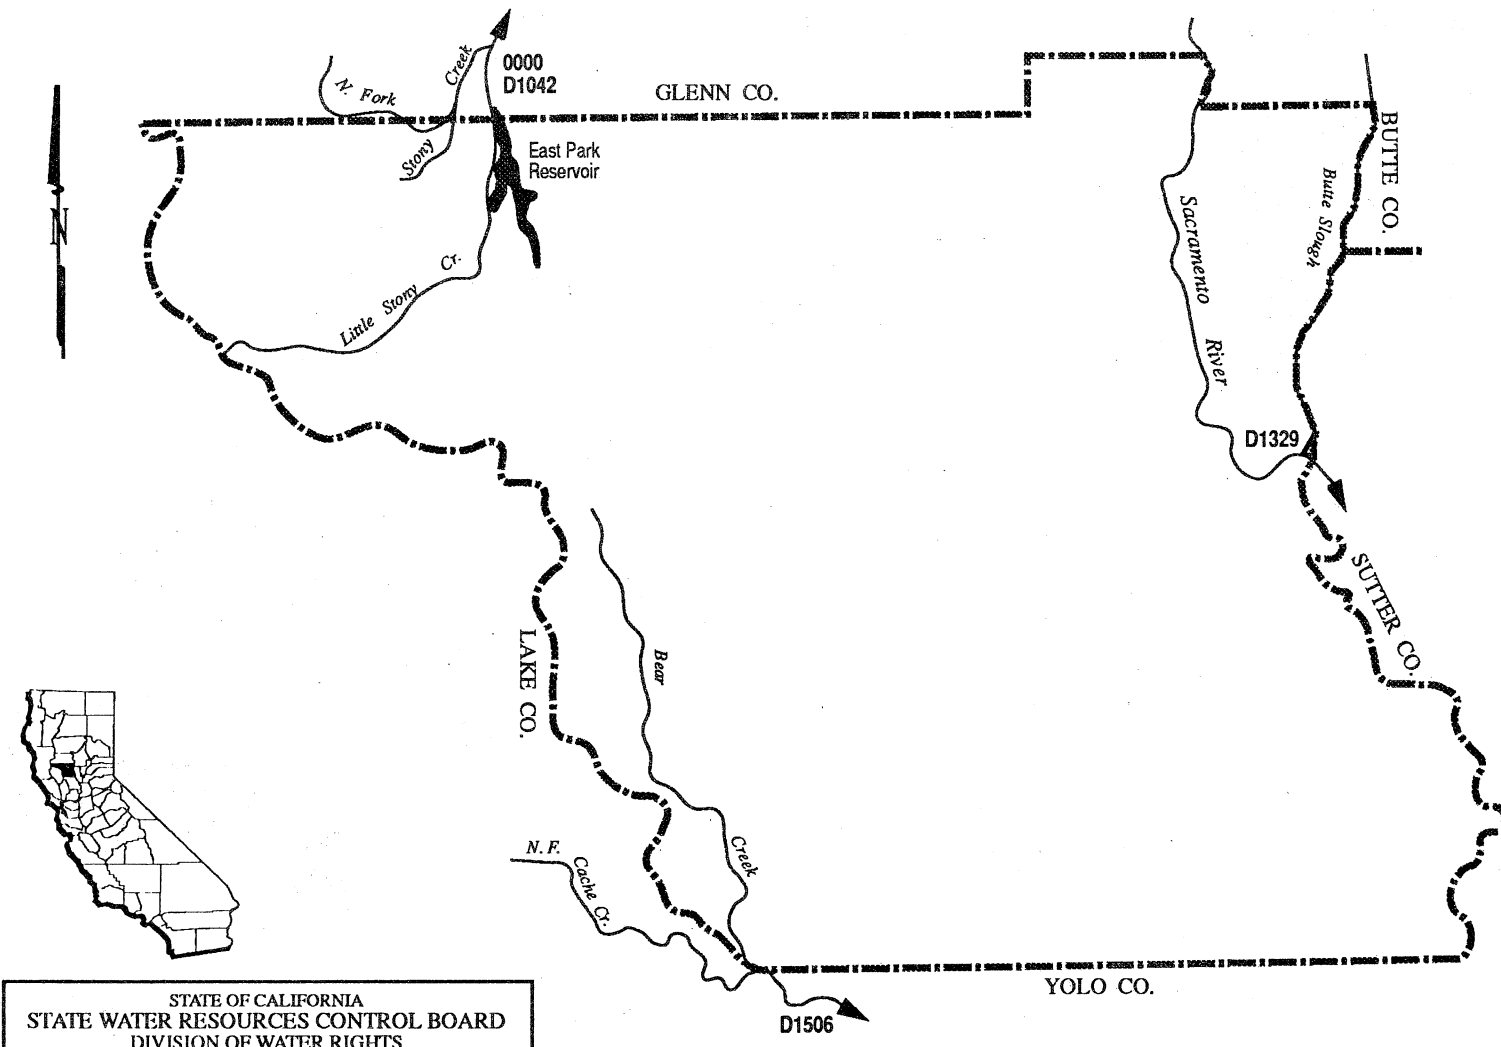 0000
D1042
Creek
N. Fork
GLENN CO.
Stony
East Park
Reservoir
BUTTE CO.
Butte Slough
Sacramento
River
N
Little Stony
Cr.
D1329
SUTTER CO.
LAKE CO.
Bear
Creek
N. F.
Cache Cr.
YOLO CO.
D1506
STATE OF CALIFORNIA
STATE WATER RESOURCES CONTROL BOARD
DIVISION OF WATER RIGHTS